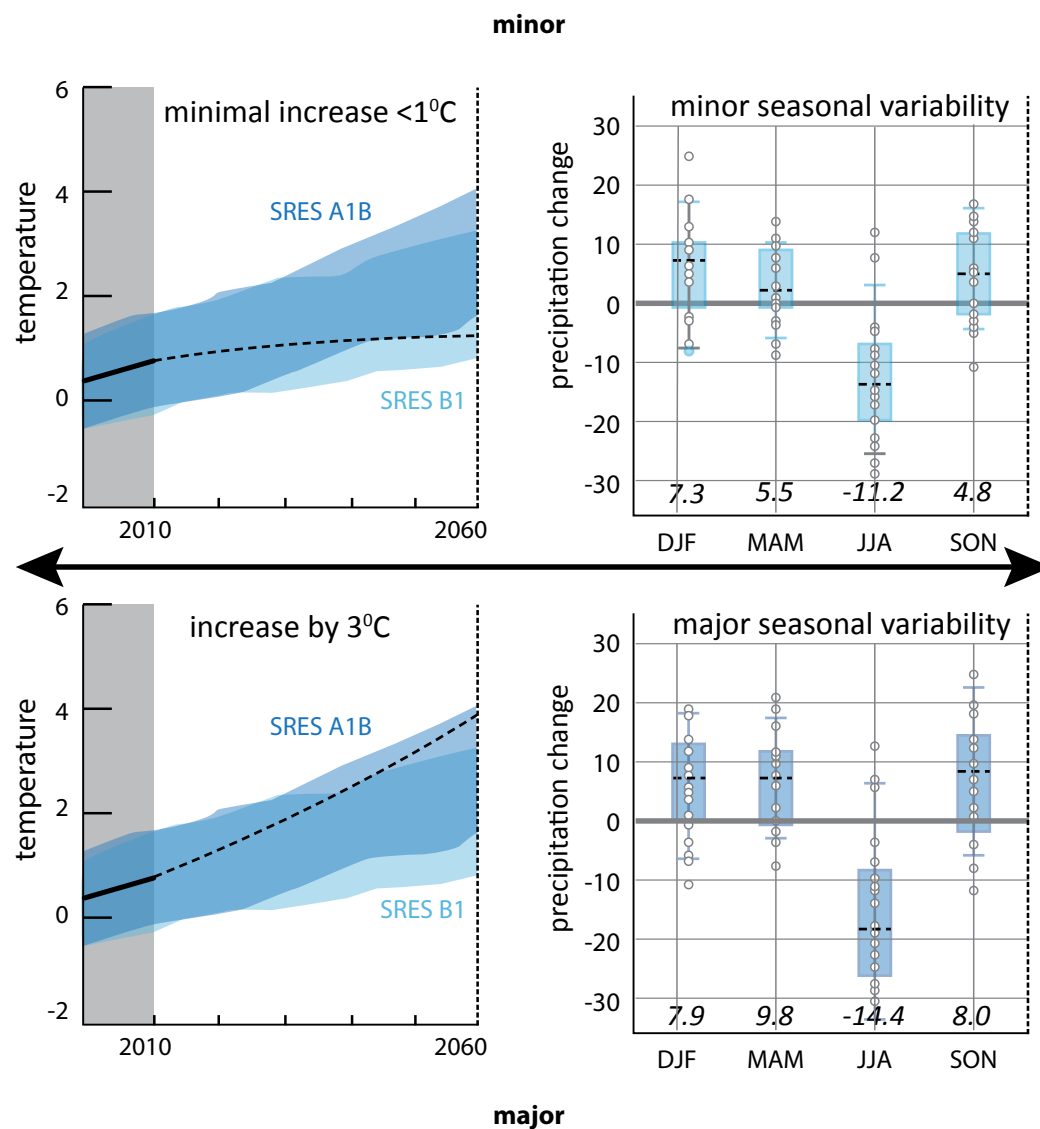 minor
minimal increase <1⁰C
6
4
2
0
-2
temperature
SRES A1B
SRES B1
2010 2060
minor seasonal variability
30
20
10
0
-10
-20
-30
precipitation change
7.3 5.5 -11.2 4.8
DJF MAM JJA SON
increase by 3⁰C
6
4
2
0
-2
temperature
SRES A1B
SRES B1
2010 2060
major seasonal variability
30
20
10
0
-10
-20
-30
precipitation change
7.9 9.8 -14.4 8.0
DJF MAM JJA SON
major